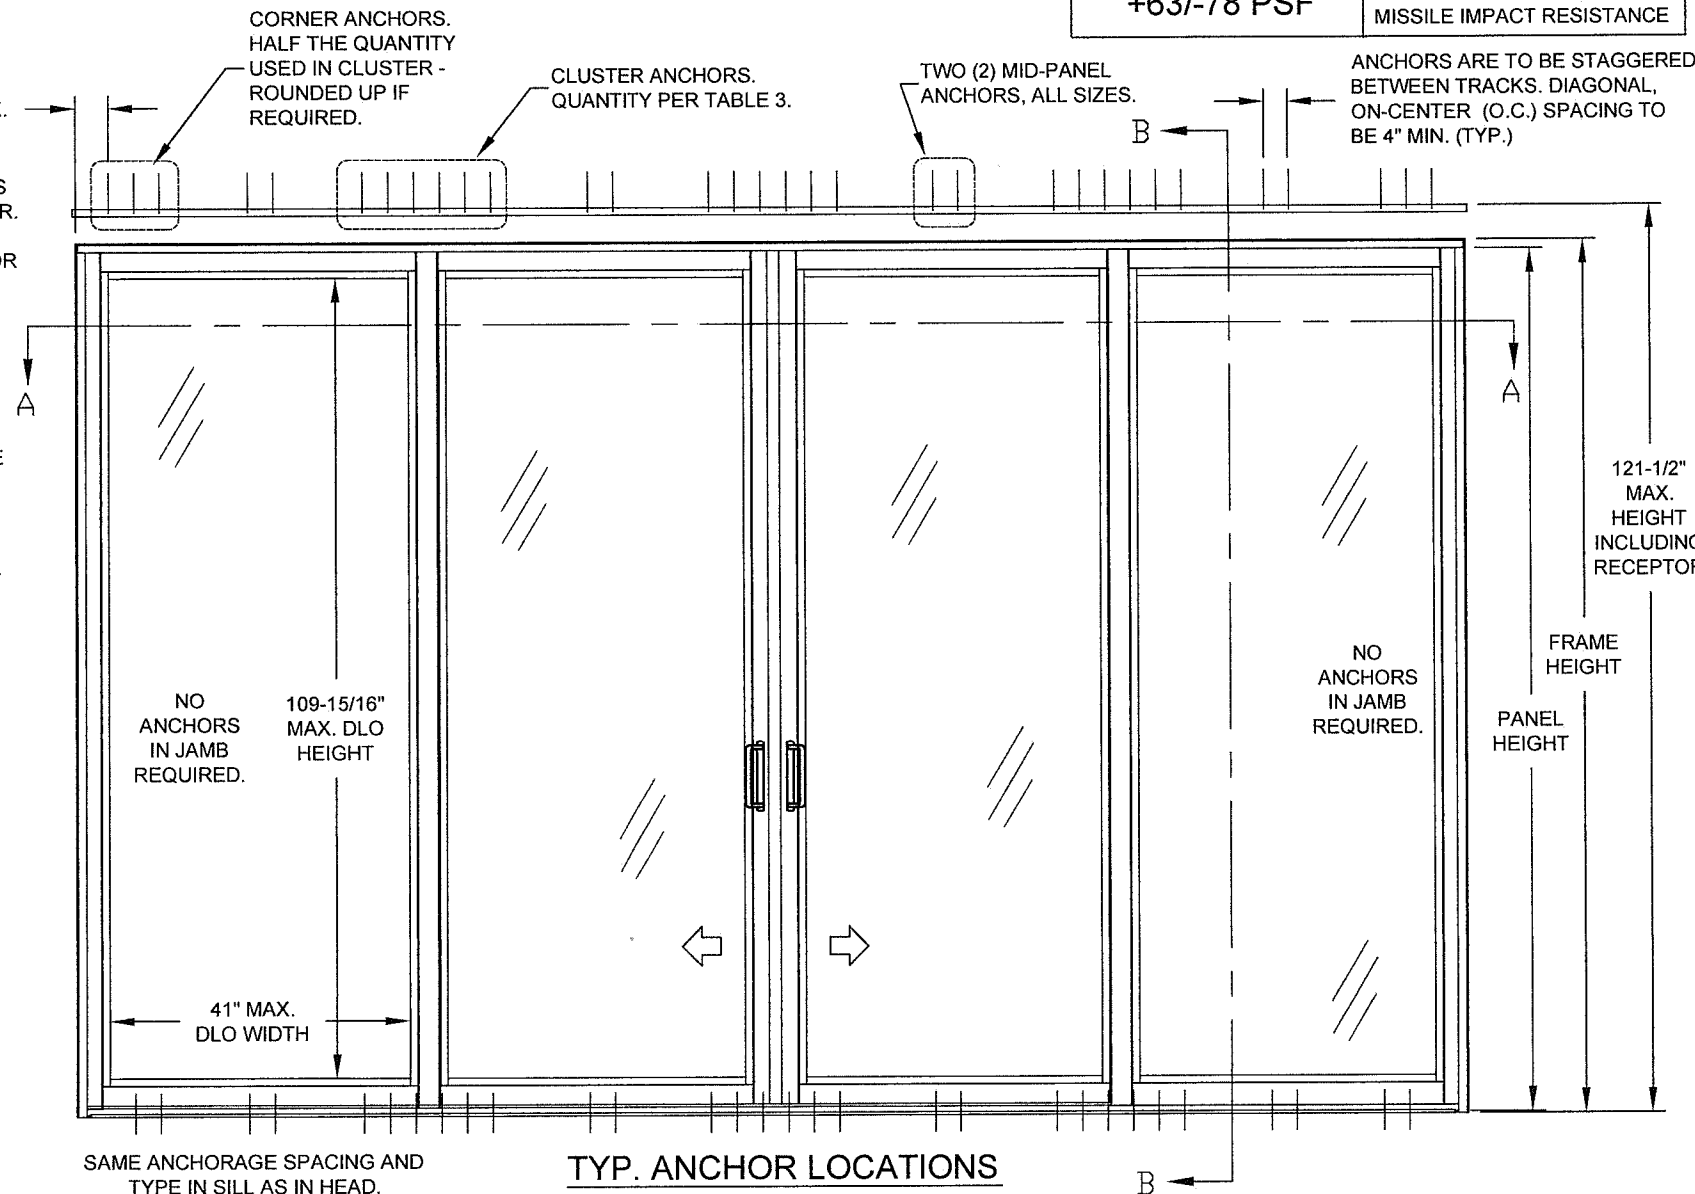 +63/-78 PSF
MISSILE IMPACT RESISTANCE
CORNER ANCHORS.
HALF THE QUANTITY
USED IN CLUSTER -
ROUNDED UP IF
REQUIRED.
CLUSTER ANCHORS.
QUANTITY PER TABLE 3.
TWO (2) MID-PANEL
ANCHORS, ALL SIZES.
ANCHORS ARE TO BE STAGGERED
BETWEEN TRACKS. DIAGONAL,
ON-CENTER (O.C.) SPACING TO
BE 4" MIN. (TYP.)
B
A
A
121-1/2"
MAX.
HEIGHT
INCLUDING
RECEPTOR
FRAME
HEIGHT
PANEL
HEIGHT
NO
ANCHORS
IN JAMB
REQUIRED.
109-15/16"
MAX. DLO
HEIGHT
NO
ANCHORS
IN JAMB
REQUIRED.
41" MAX.
DLO WIDTH
SAME ANCHORAGE SPACING AND
TYPE IN SILL AS IN HEAD.
TYP. ANCHOR LOCATIONS
B